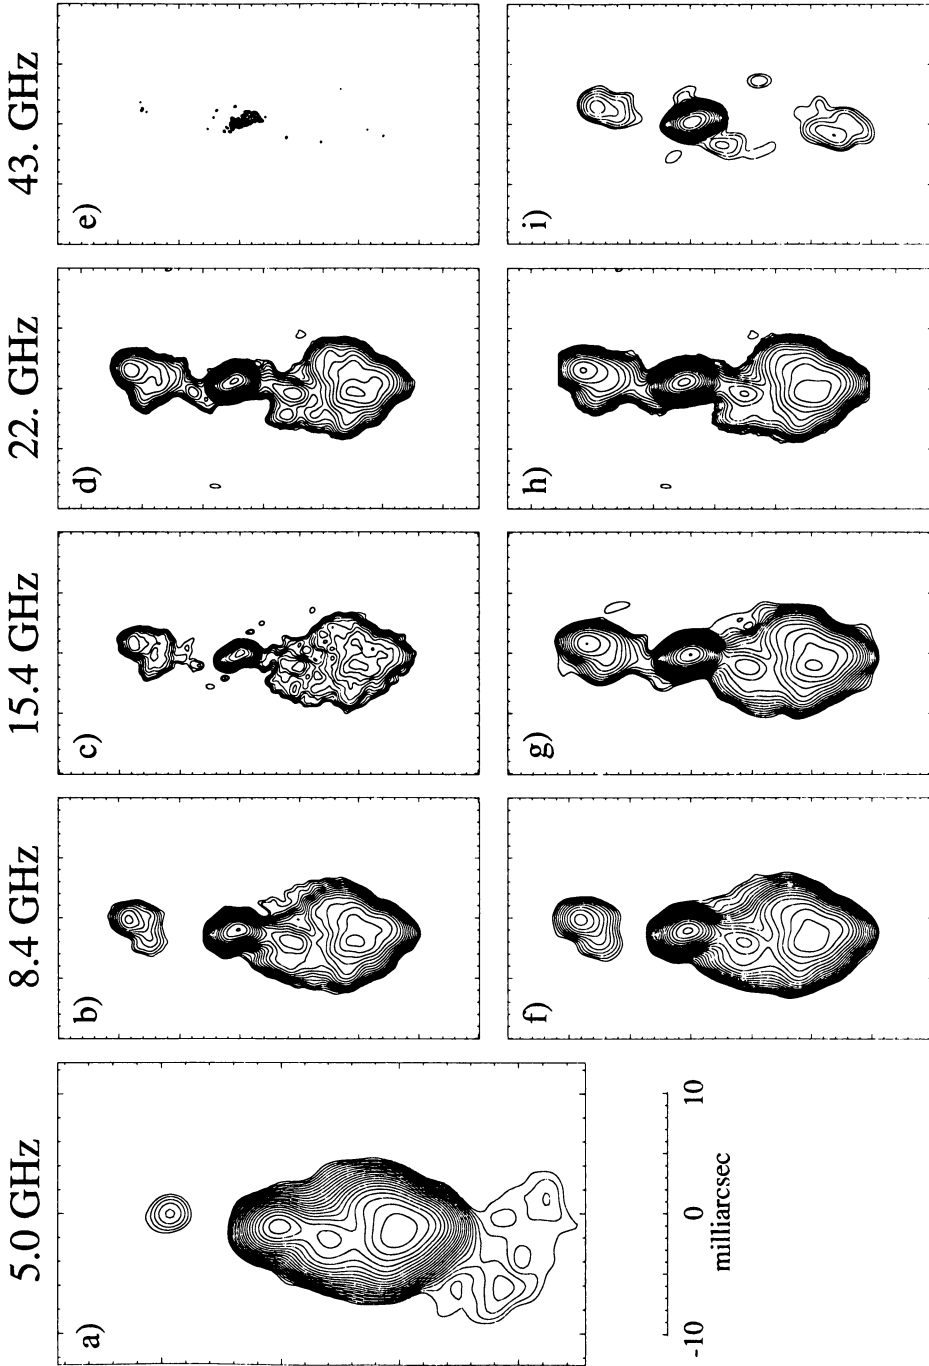 5.0 GHz 8.4 GHz 15.4 GHz 22. GHz 43. GHz
a) b) c) d) e)
f) g) h) i)
-10 0 10
milliarcsec